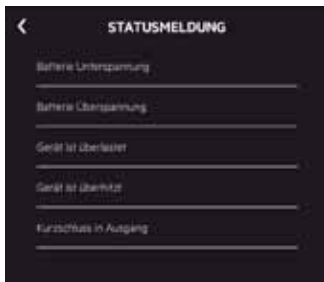 STATUSMELDUNG
Batterie Unterspannung
Batterie Überspannung
Gerät ist überlastet
Gerät ist überhitzt
Kurzschluss in Ausgang